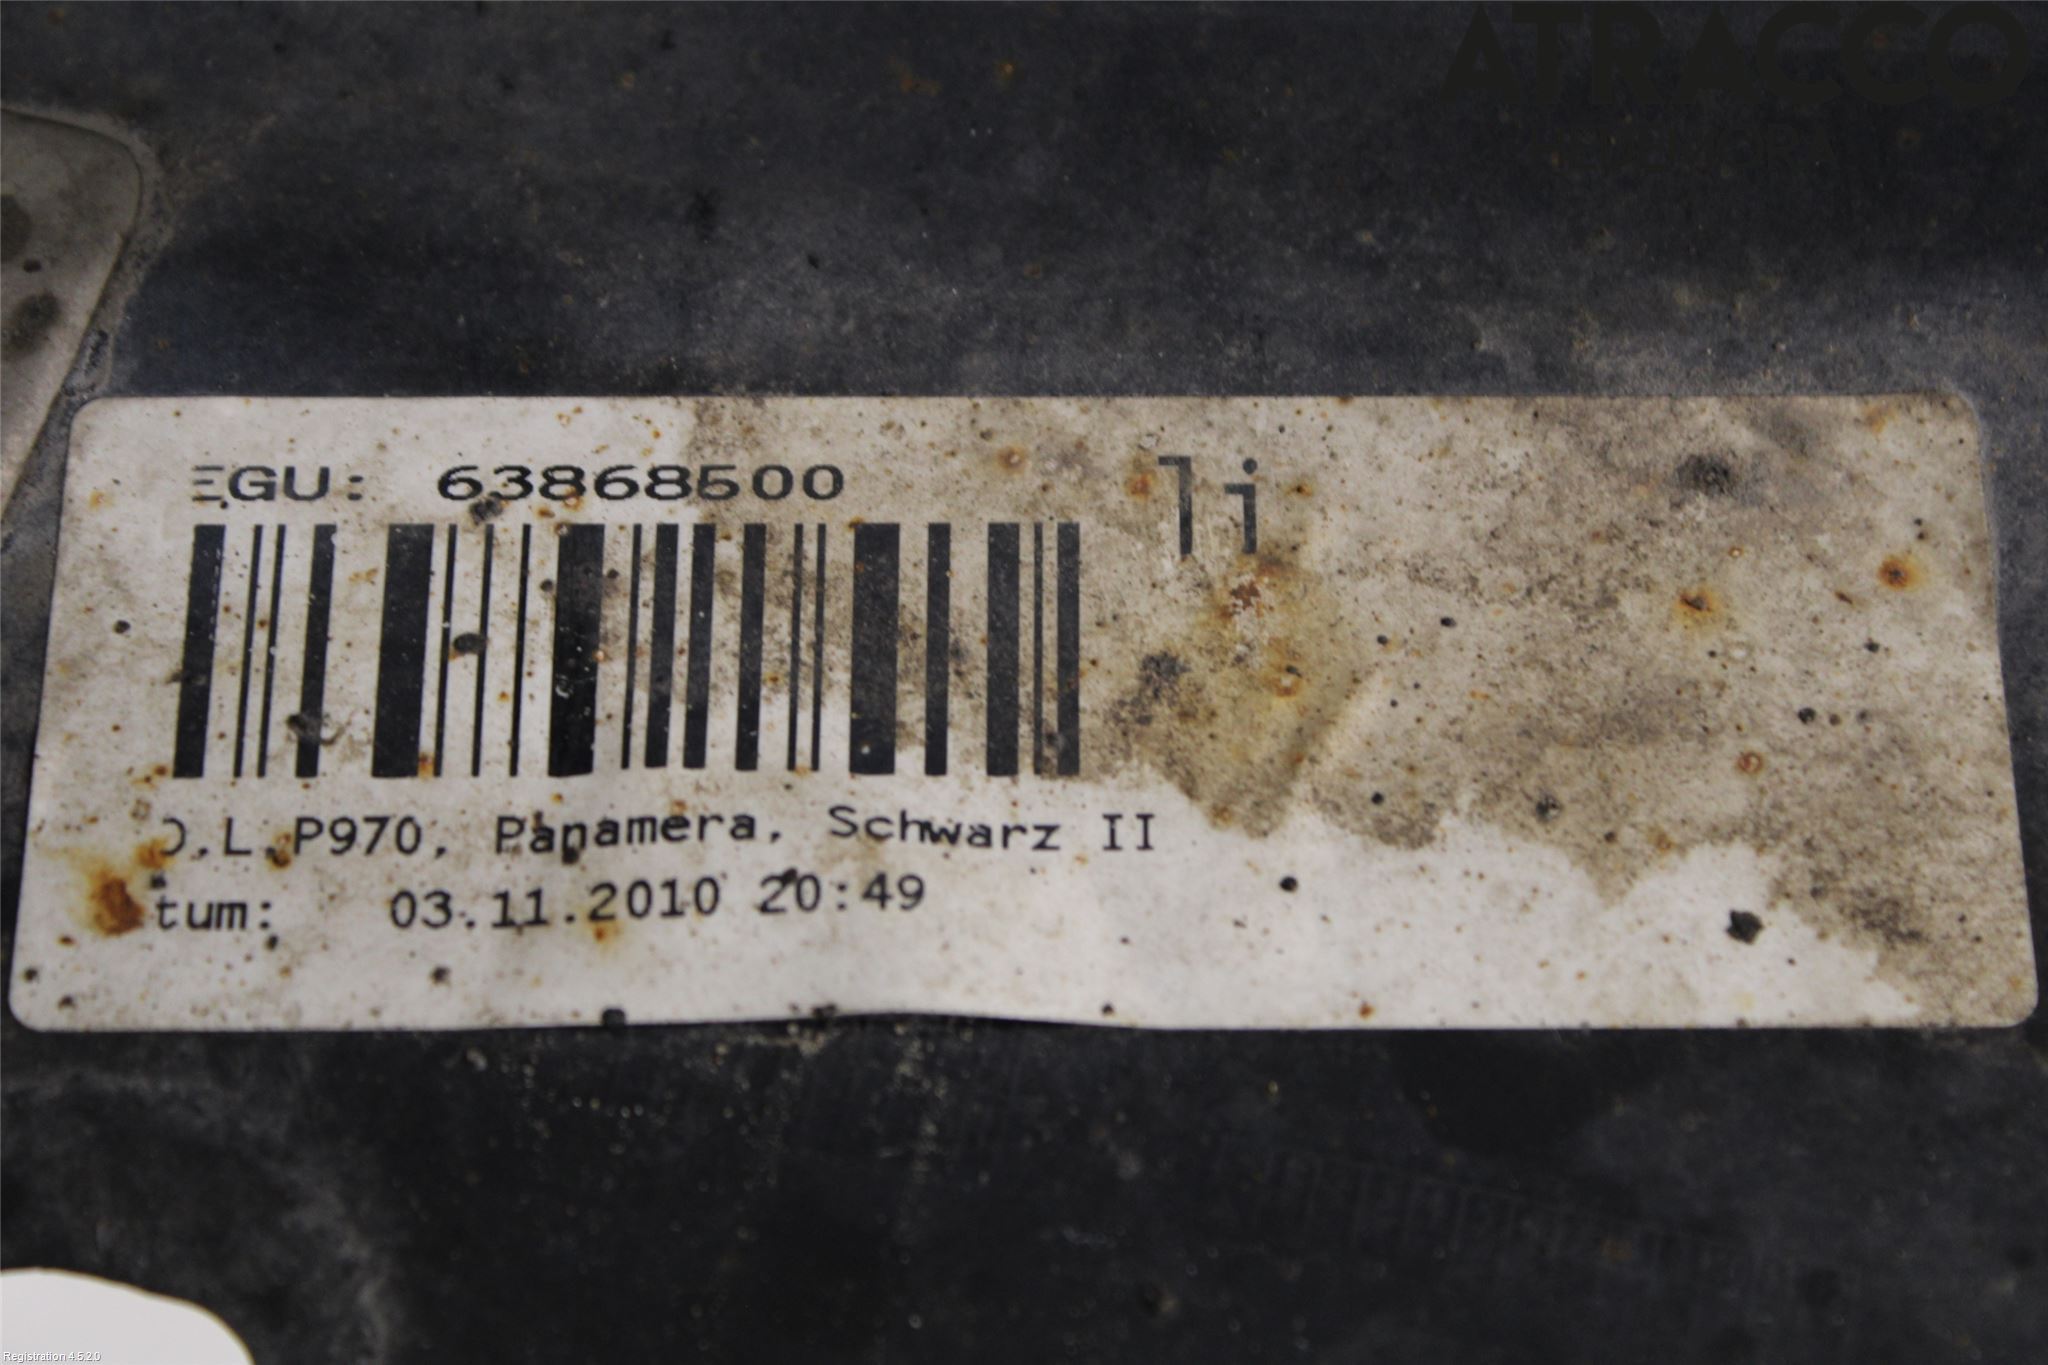 ATRACCO
EGU: 63868500 li
D.L.P970, Panamera, Schwarz II
tum: 03.11.2010 20:49
Registration 4.5.2.0